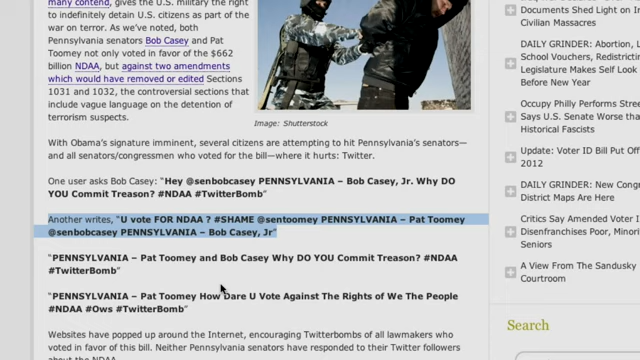 many contend, gives the U.S. military the right
to indefinitely detain U.S. citizens as part of the
war on terror. As we've noted, both
Pennsylvania senators Bob Casey and Pat
Toomey not only voted in favor of the $662
billion NDAA, but against two amendments
which would have removed or edited Sections
1031 and 1032, the controversial sections that
include vague language on the detention of
terrorism suspects.
Image: Shutterstock
With Obama's signature imminent, several citizens are attempting to hit Pennsylvania's senators—
and all senators/congressmen who voted for the bill—where it hurts: Twitter.
One user asks Bob Casey: "Hey @senbobcasey PENNSYLVANIA – Bob Casey, Jr. Why DO
YOU Commit Treason? #NDAA #TwitterBomb"
Another writes, "U vote FOR NDAA ? #SHAME @sentoomey PENNSYLVANIA – Pat Toomey
@senbobcasey PENNSYLVANIA – Bob Casey, Jr"
"PENNSYLVANIA – Pat Toomey and Bob Casey Why DO YOU Commit Treason? #NDAA
#TwitterBomb"
"PENNSYLVANIA – Pat Toomey How Dare U Vote Against The Rights of We The People
#NDAA #Ows #TwitterBomb"
Websites have popped up around the Internet, encouraging Twitterbombs of all lawmakers who
voted in favor of this bill. Neither Pennsylvania senators have responded to their Twitter followers
about the NDAA.
Documents Shed Light on I
Civilian Massacres
DAILY GRINDER: Abortion, L
School Vouchers, Redistricti
Legislature Makes Self Look
Before New Year
Occupy Philly Performs Stre
Says U.S. Senate Worse tha
Historical Fascists
Update: Voter ID Bill Put Off
2012
DAILY GRINDER: New Cong
District Maps Are Here
Critics Say Amended Voter I
Disenfranchises Poor, Minori
Seniors
A View From The Sandusky
Courtroom
Search